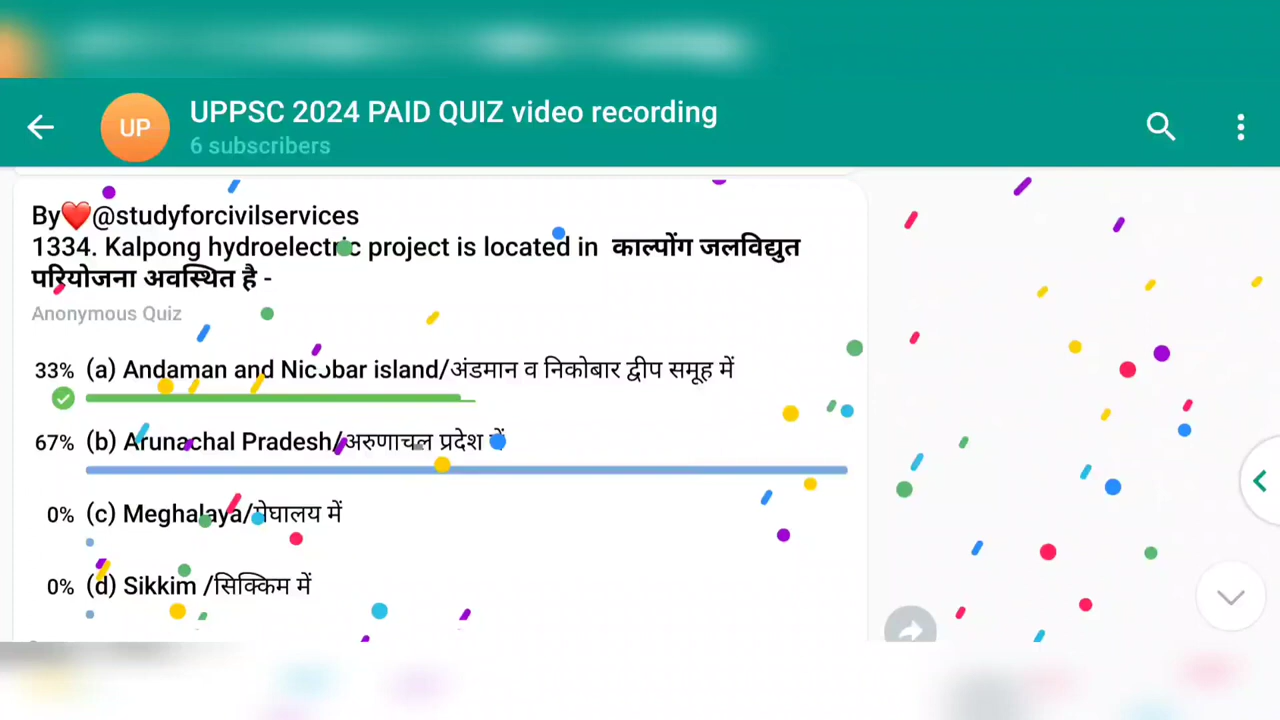 UP
UPPSC 2024 PAID QUIZ video recording
6 subscribers
By❤️@studyforcivilservices
1334. Kalpong hydroelectric project is located in काल्पोंग जलविद्युत
परियोजना अवस्थित है -
Anonymous Quiz
33% (a) Andaman and Nicobar island/अंडमान व निकोबार द्वीप समूह में
67% (b) Arunachal Pradesh/अरुणाचल प्रदेश में
0% (c) Meghalaya/मेघालय में
0% (d) Sikkim /सिक्किम में